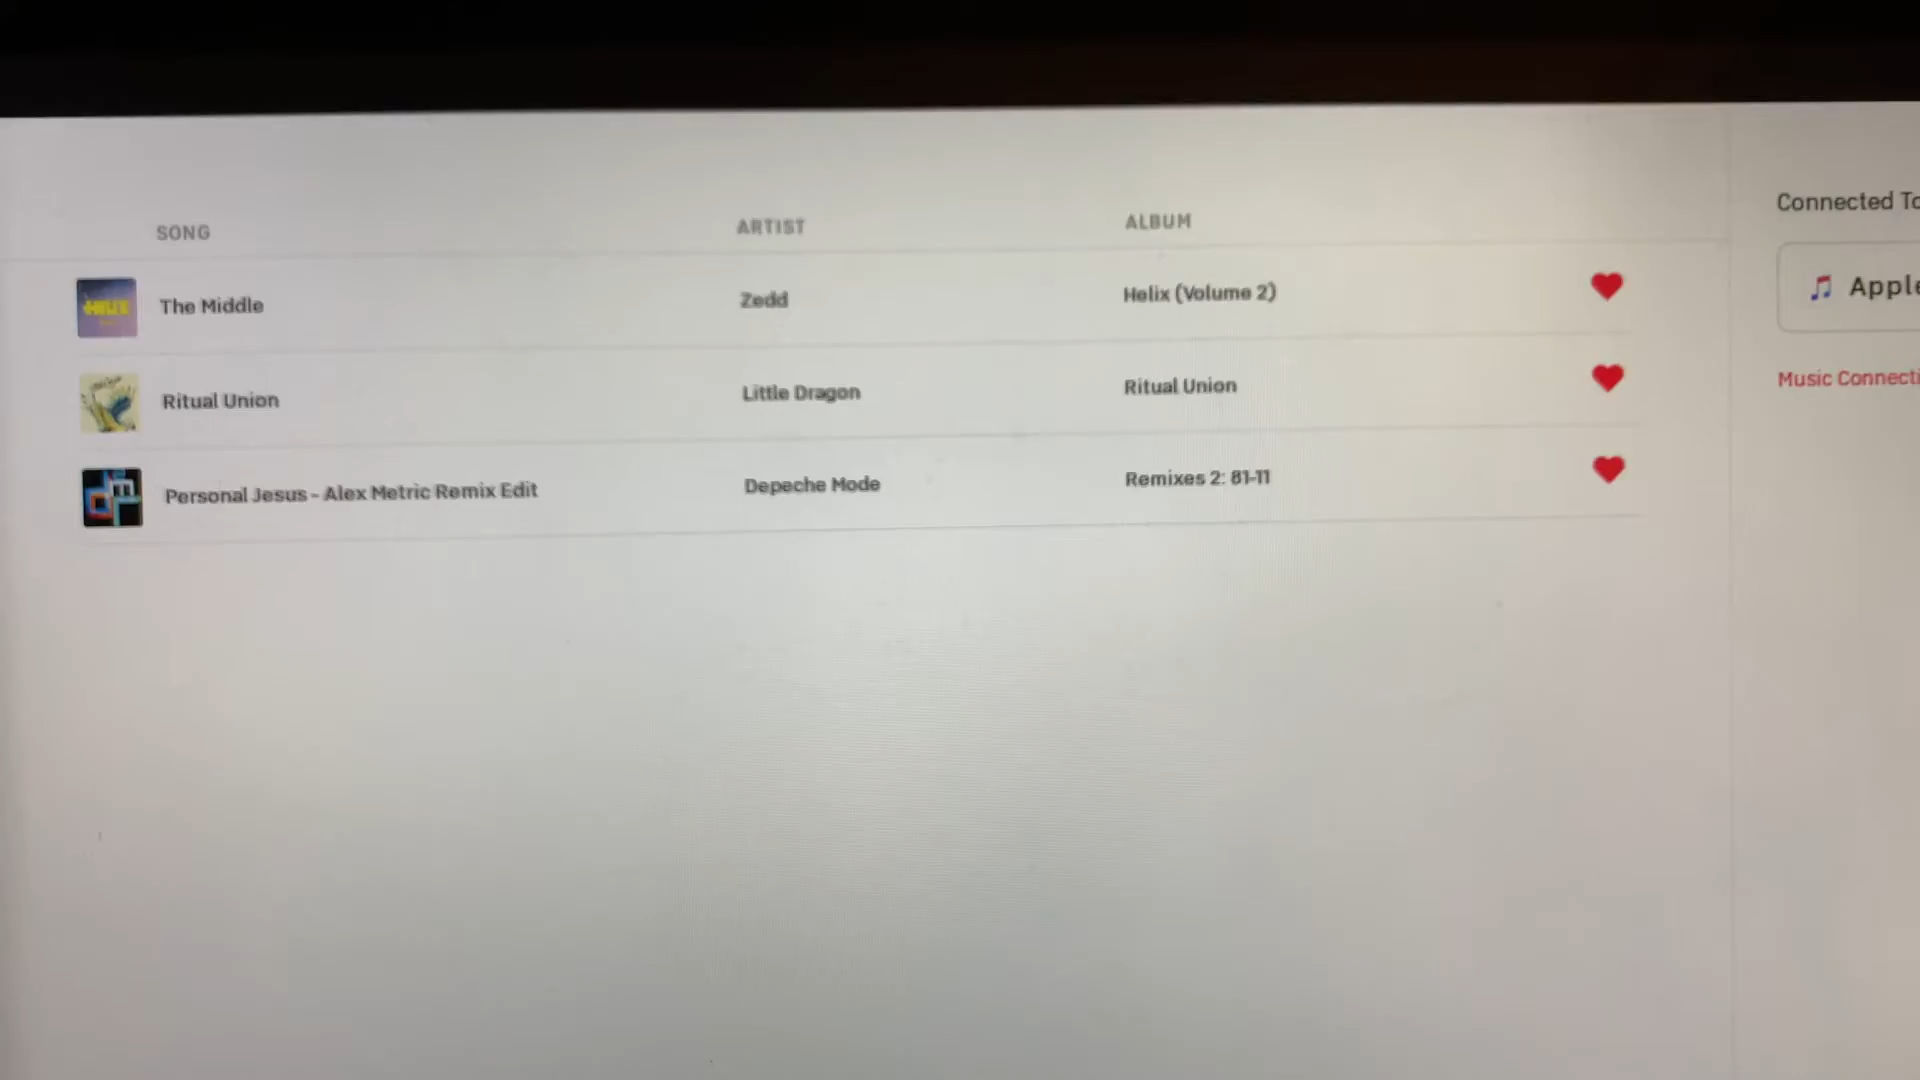 SONG ARTIST ALBUM
HELIX
The Middle Zedd Helix (Volume 2)
Ritual Union Little Dragon Ritual Union
Personal Jesus - Alex Metric Remix Edit Depeche Mode Remixes 2: 81-11
Connected To
Apple
Music Connecti